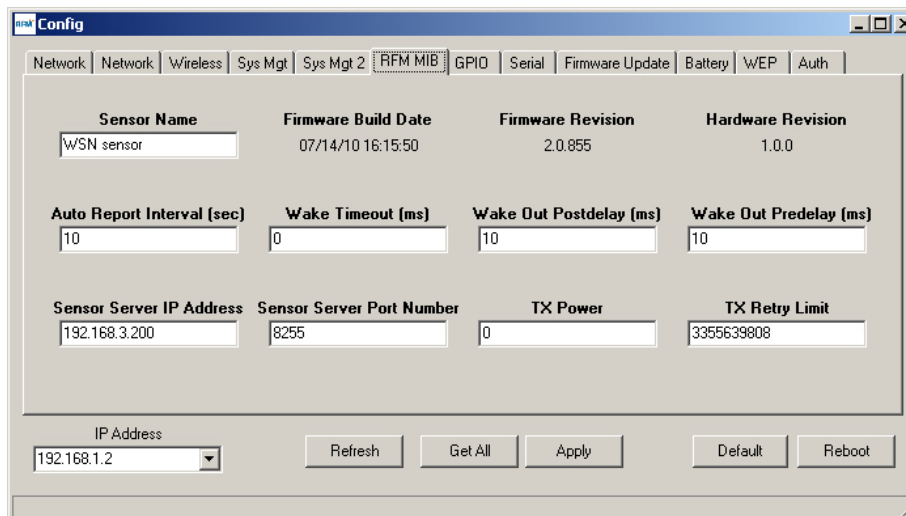 RFM Config
Network Network Wireless Sys Mgt Sys Mgt 2 RFM MIB GPIO Serial Firmware Update Battery WEP Auth
Sensor Name Firmware Build Date Firmware Revision Hardware Revision
WSN sensor 07/14/10 16:15:50 2.0.855 1.0.0
Auto Report Interval (sec) Wake Timeout (ms) Wake Out Postdelay (ms) Wake Out Predelay (ms)
10 0 10 10
Sensor Server IP Address Sensor Server Port Number TX Power TX Retry Limit
192.168.3.200 8255 0 3355639808
IP Address
192.168.1.2 Refresh Get All Apply Default Reboot